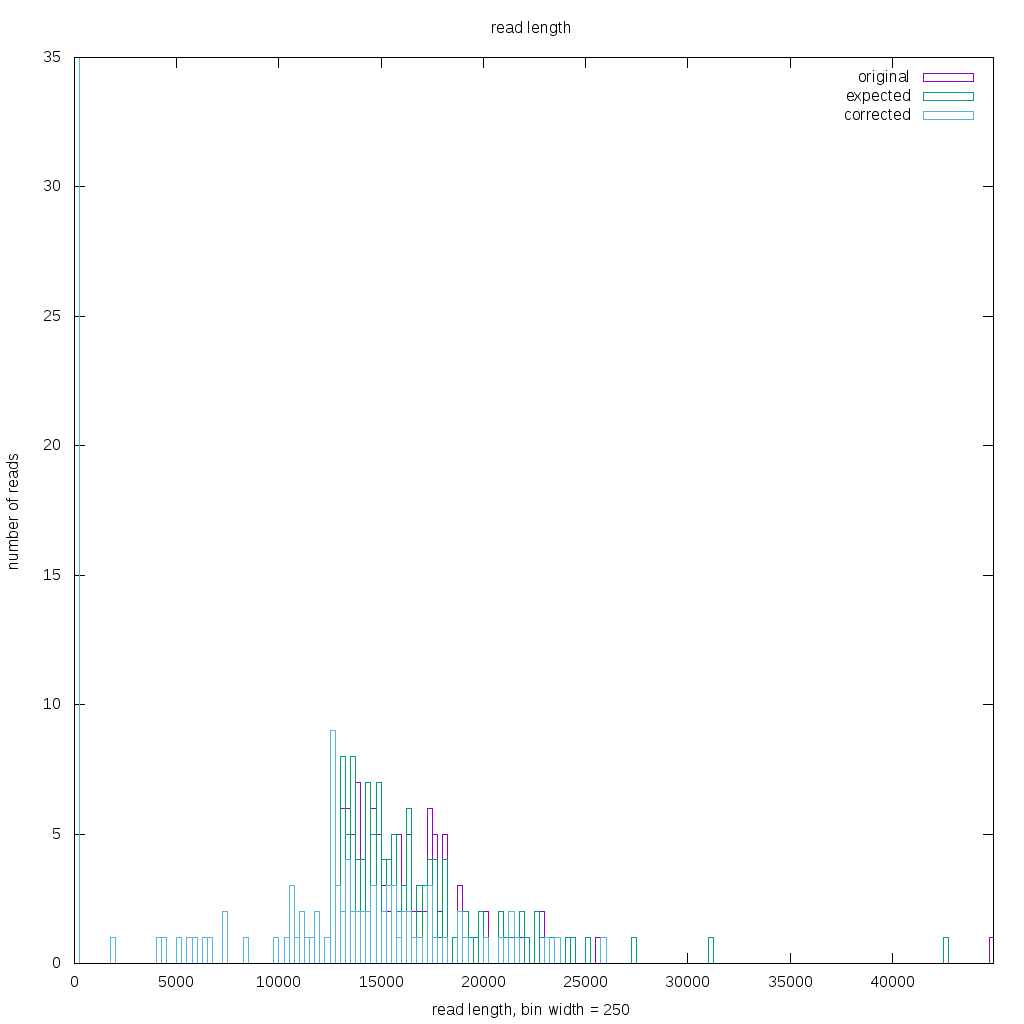 read length
original
expected
corrected
35
30
25
20
15
10
5
0
number of reads
0 5000 10000 15000 20000 25000 30000 35000 40000
read length, bin width = 250